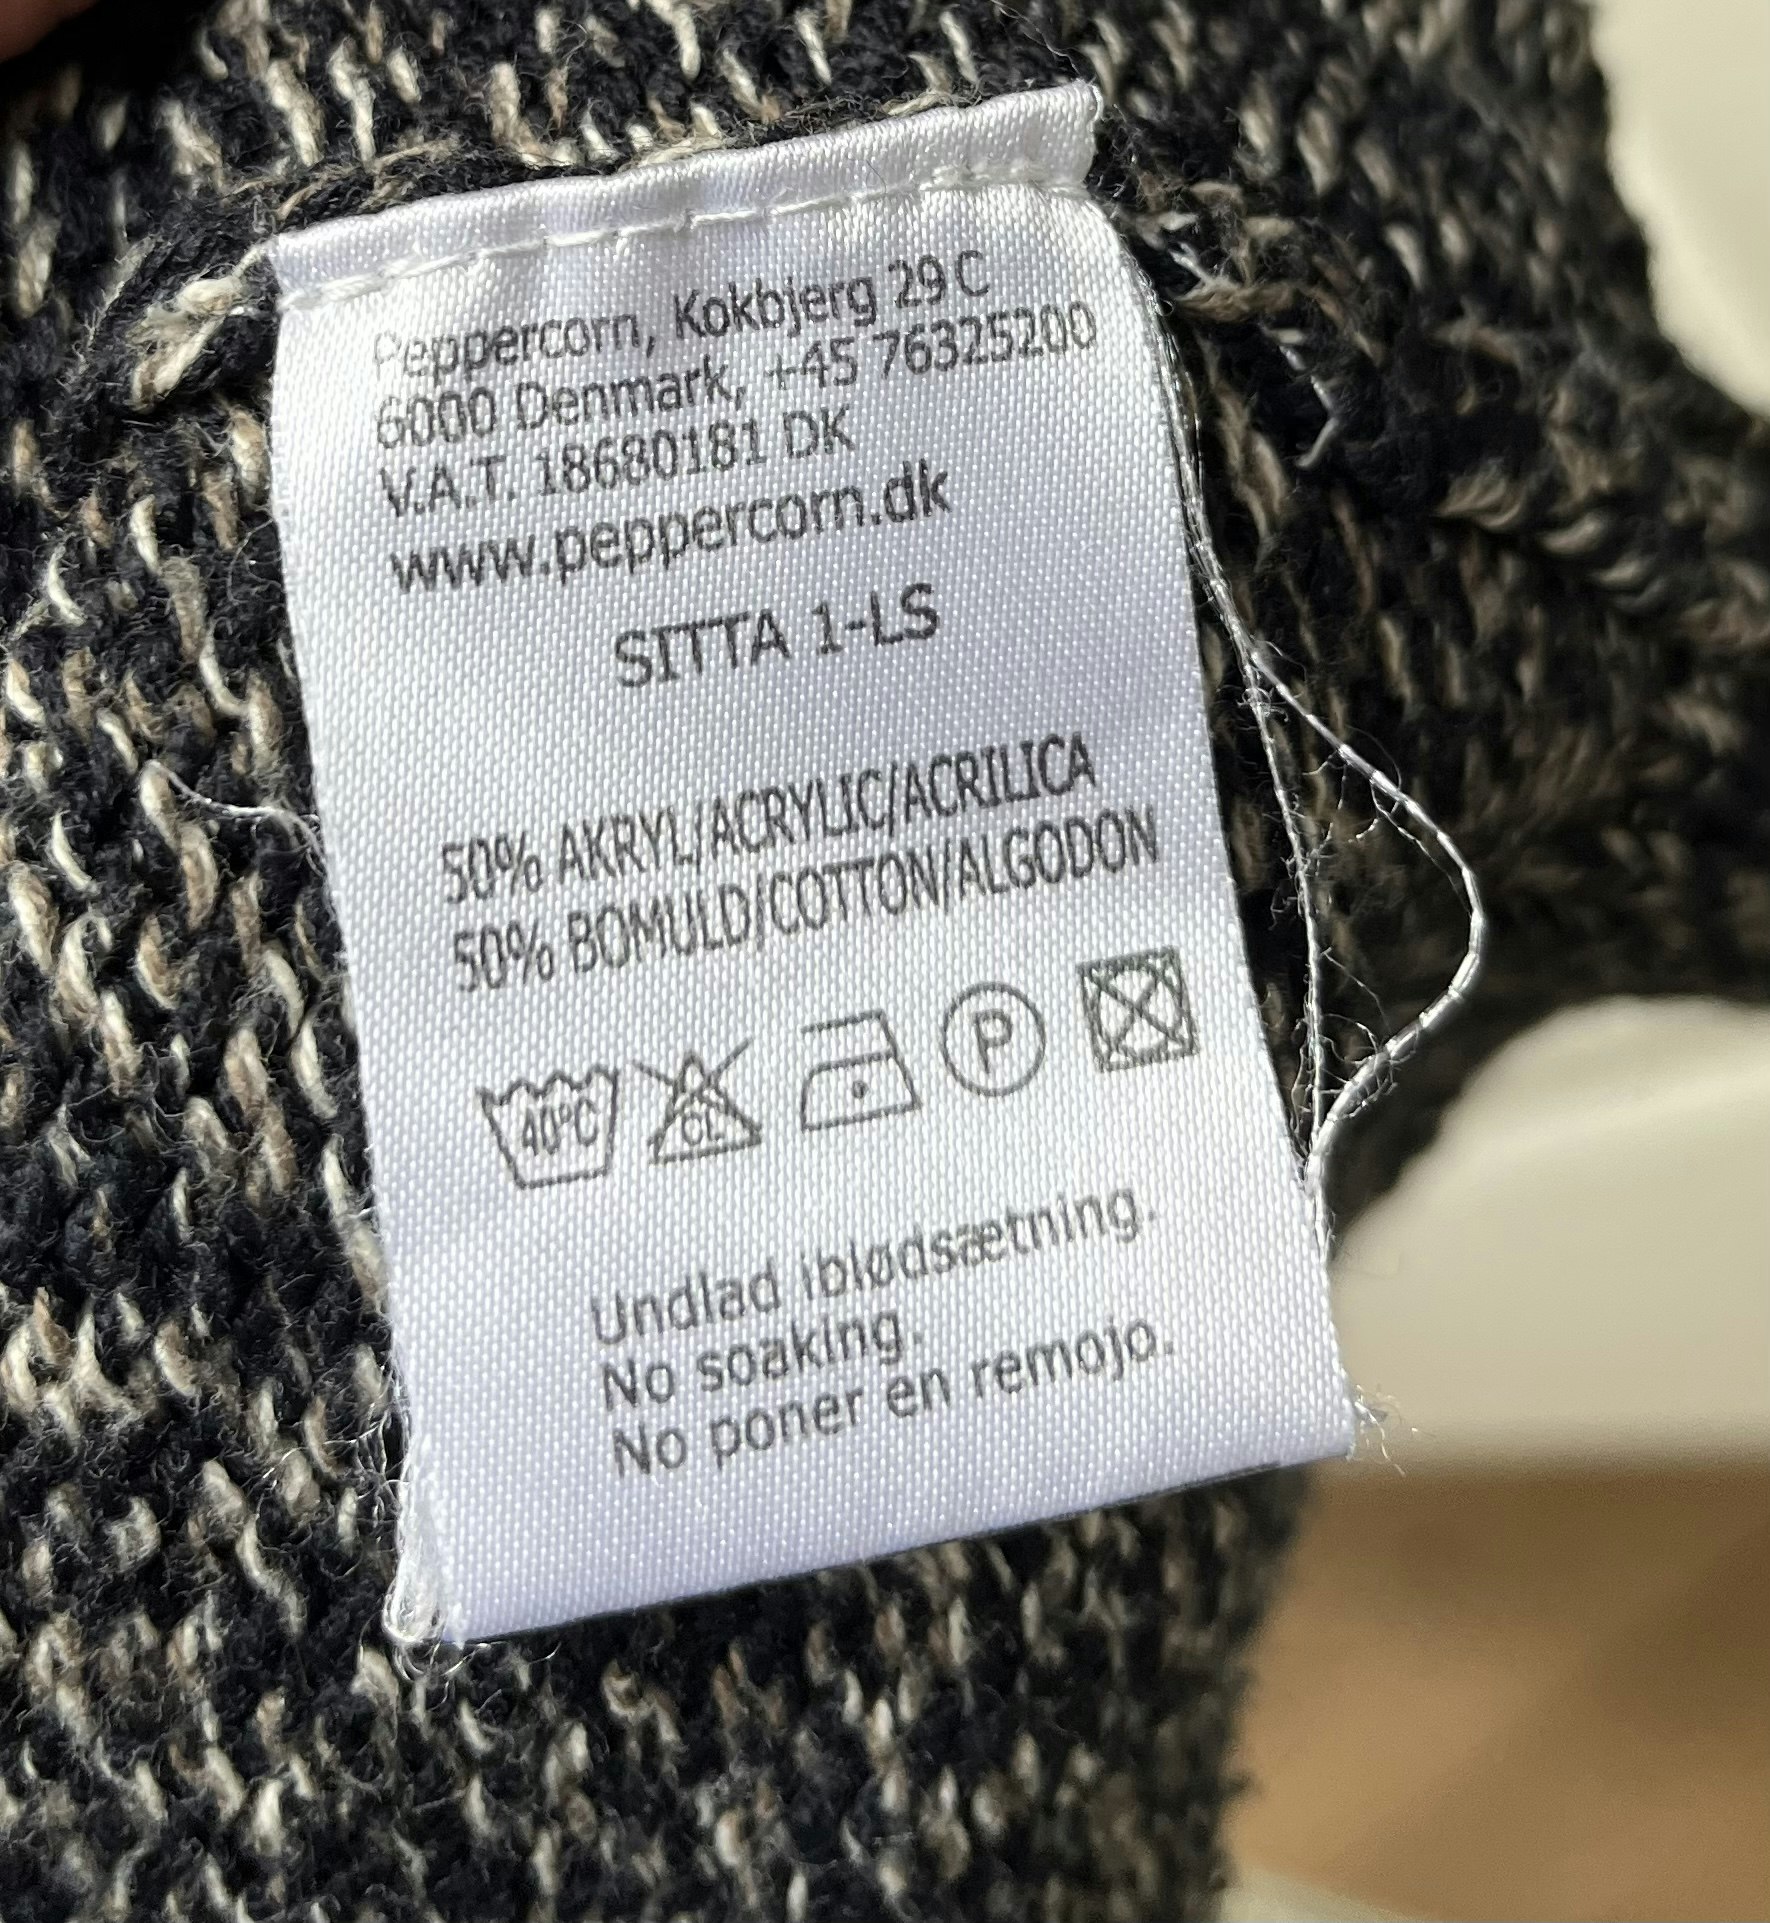 Peppercorn, Kokbjerg 29 C
6000 Denmark, +45 76325200
V.A.T. 18680181 DK
www.peppercorn.dk
SITTA 1-LS
50% AKRYL/ACRYLIC/ACRILICA
50% BOMULD/COTTON/ALGODON
40°C CL P
Undlad iblødsætning.
No soaking.
No poner en remojo.